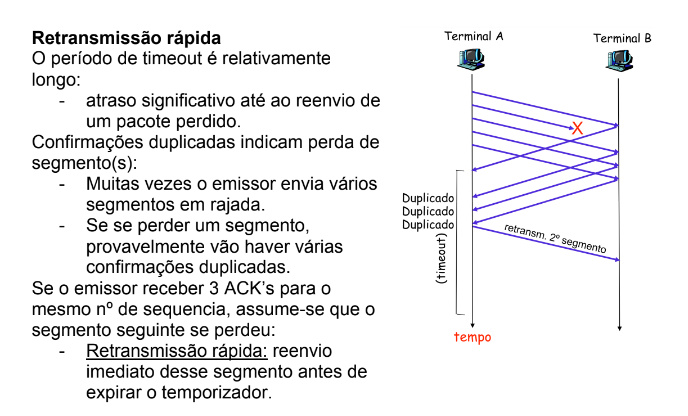 Retransmissão rápida
O período de timeout é relativamente
longo:
- atraso significativo até ao reenvio de
um pacote perdido.
Confirmações duplicadas indicam perda de
segmento(s):
- Muitas vezes o emissor envia vários
segmentos em rajada.
- Se se perder um segmento,
provavelmente vão haver várias
confirmações duplicadas.
Se o emissor receber 3 ACK's para o
mesmo nº de sequencia, assume-se que o
segmento seguinte se perdeu:
- Retransmissão rápida: reenvio
imediato desse segmento antes de
expirar o temporizador.
Terminal A
Terminal B
X
Duplicado
Duplicado
Duplicado
retransm. 2º segmento
(timeout)
tempo